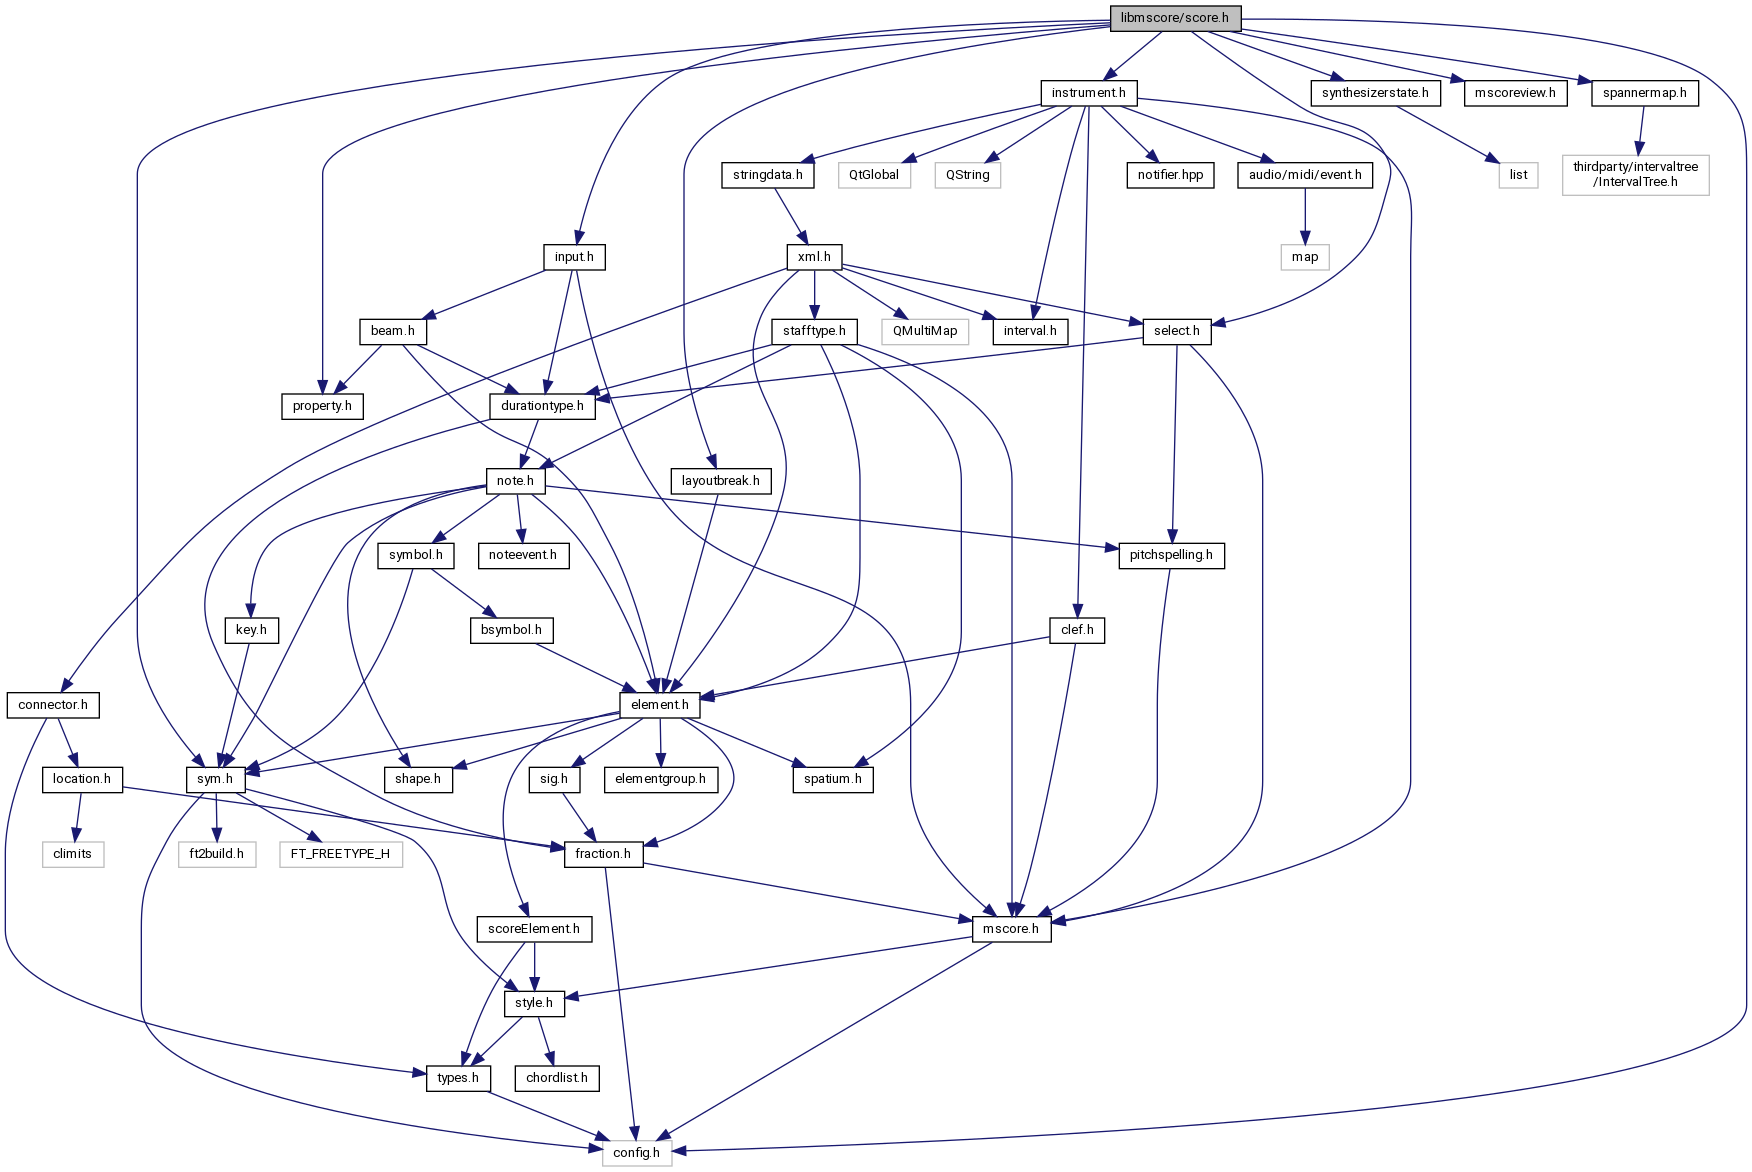 libmscore/score.h
instrument.h
synthesizerstate.h
mscoreview.h
spannermap.h
stringdata.h
QtGlobal
QString
notifier.hpp
audio/midi/event.h
list
thirdparty/intervaltree
/IntervalTree.h
input.h
xml.h
map
beam.h
stafftype.h
QMultiMap
interval.h
select.h
property.h
durationtype.h
note.h
layoutbreak.h
symbol.h
noteevent.h
pitchspelling.h
key.h
bsymbol.h
clef.h
connector.h
element.h
location.h
sym.h
shape.h
sig.h
elementgroup.h
spatium.h
climits
ft2build.h
FT_FREETYPE_H
fraction.h
scoreElement.h
mscore.h
style.h
types.h
chordlist.h
config.h